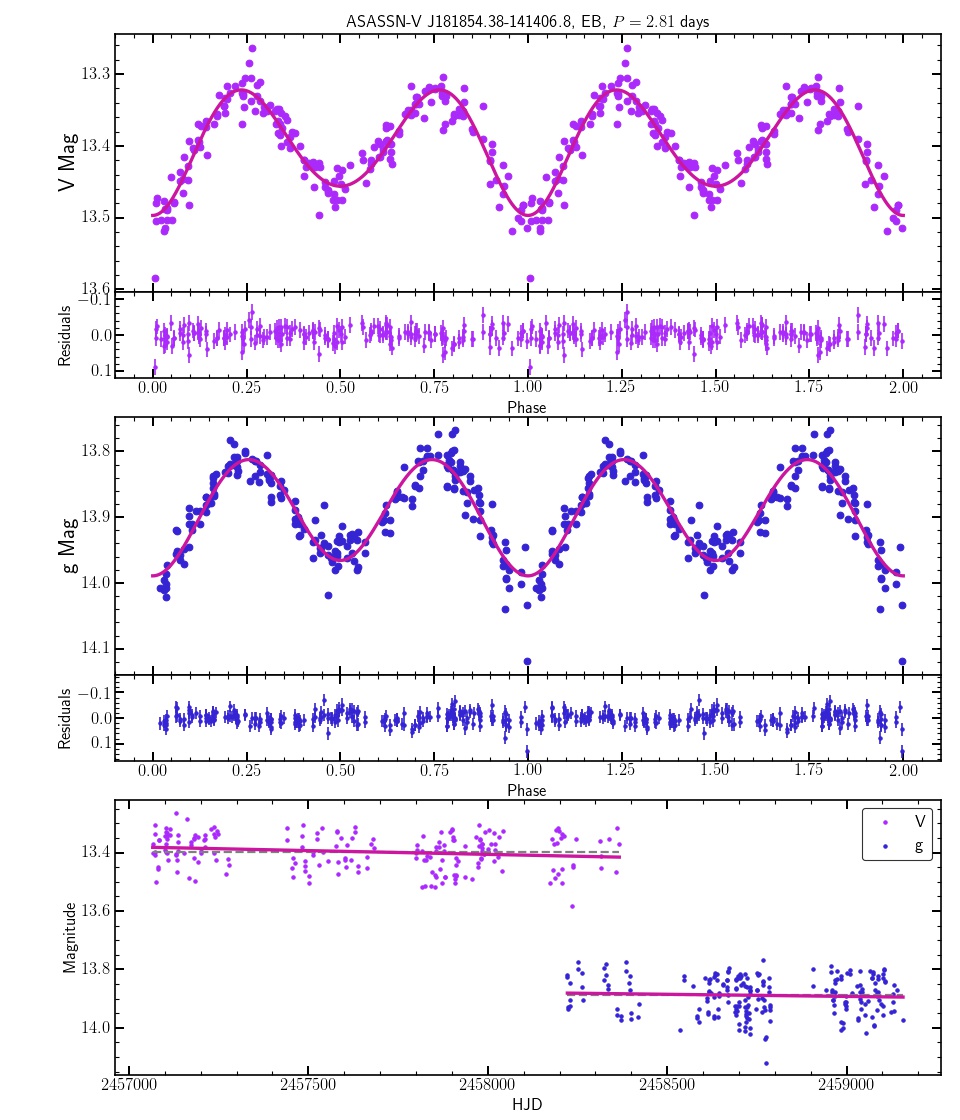 ASASSN-V J181854.38-141406.8, EB, P = 2.81 days
13.3
13.4
13.5
13.6
V Mag
−0.1
0.0
0.1
Residuals
0.00 0.25 0.50 0.75 1.00 1.25 1.50 1.75 2.00
Phase
13.8
13.9
14.0
14.1
g Mag
−0.1
0.0
0.1
Residuals
0.00 0.25 0.50 0.75 1.00 1.25 1.50 1.75 2.00
Phase
V
g
13.4
13.6
13.8
14.0
Magnitude
2457000 2457500 2458000 2458500 2459000
HJD